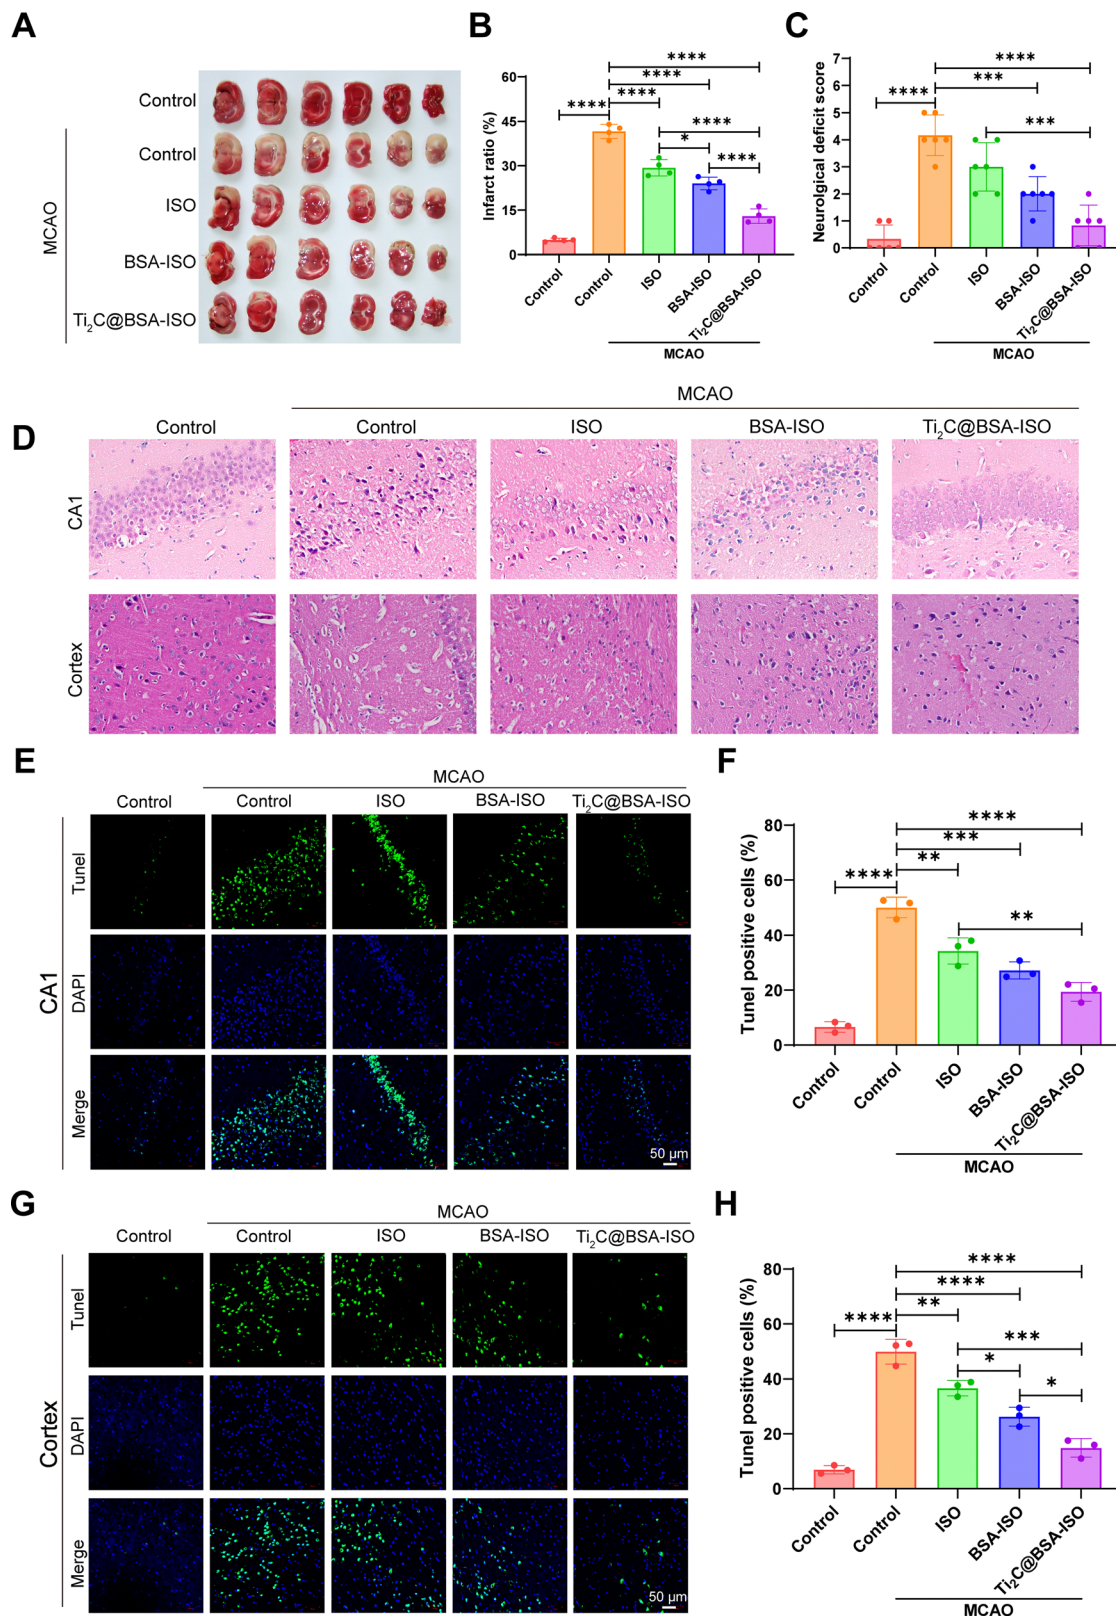 A
Control
Control
ISO
BSA-ISO
Ti₂C@BSA-ISO
MCAO
B
Infarct ratio (%)
60
45
30
15
0
****
****
****
****
****
*
****
Control
Control
ISO
BSA-ISO
Ti₂C@BSA-ISO
MCAO
C
Neurolgical deficit score
7
6
5
4
3
2
1
0
****
****
***
***
Control
Control
ISO
BSA-ISO
Ti₂C@BSA-ISO
MCAO
D
MCAO
Control
Control
ISO
BSA-ISO
Ti₂C@BSA-ISO
CA1
Cortex
E
MCAO
Control
Control
ISO
BSA-ISO
Ti₂C@BSA-ISO
CA1
Tunel
DAPI
Merge
50 µm
F
Tunel positive cells (%)
80
60
40
20
0
****
***
**
****
**
Control
Control
ISO
BSA-ISO
Ti₂C@BSA-ISO
MCAO
G
MCAO
Control
Control
ISO
BSA-ISO
Ti₂C@BSA-ISO
Cortex
Tunel
DAPI
Merge
50 µm
H
Tunel positive cells (%)
80
60
40
20
0
****
****
**
****
***
*
*
Control
Control
ISO
BSA-ISO
Ti₂C@BSA-ISO
MCAO